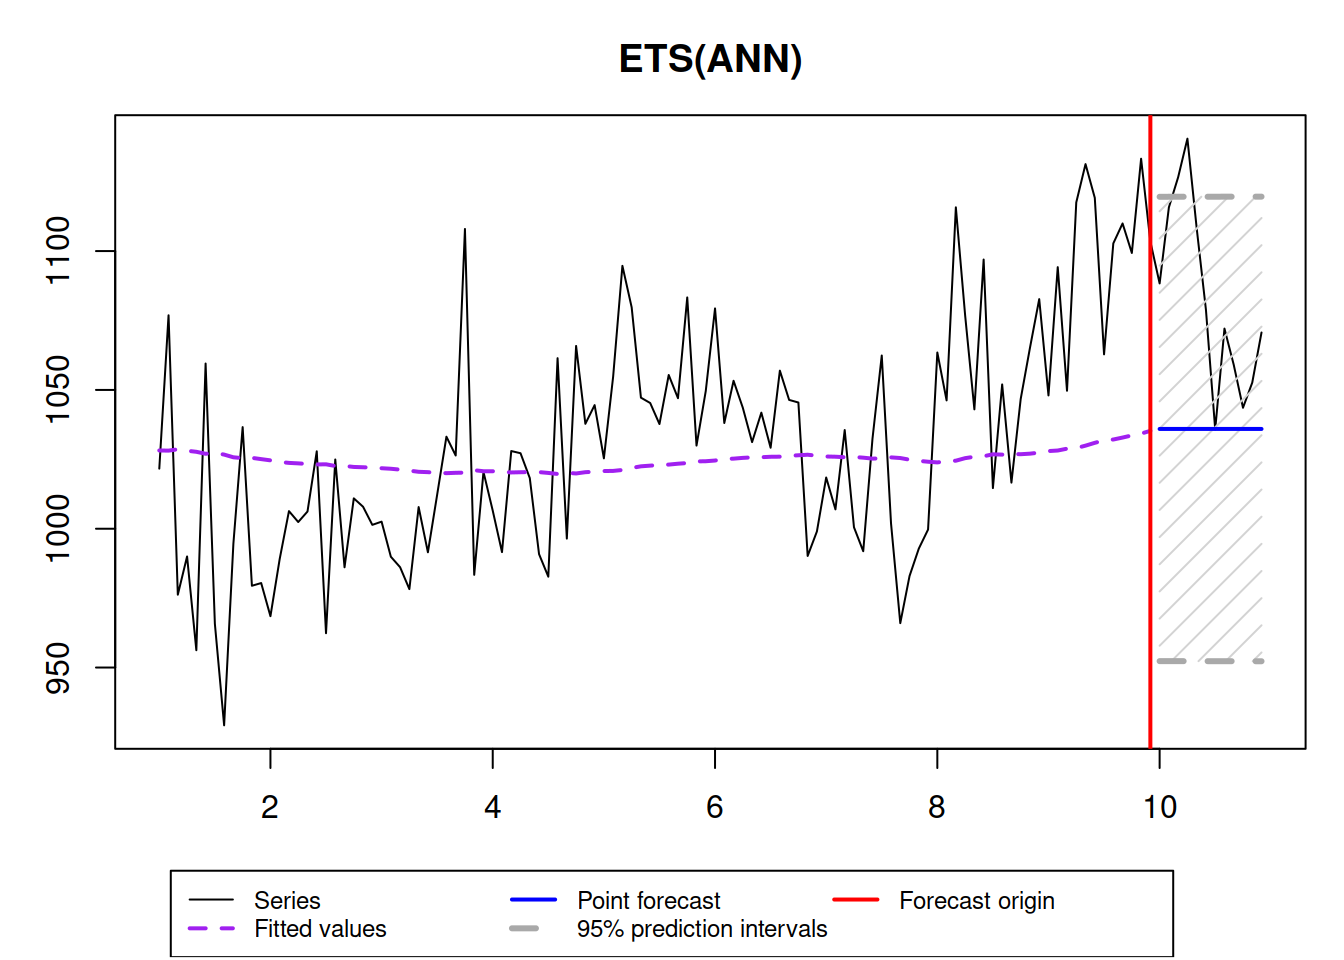 ETS(ANN)
1100
1050
1000
950
2 4 6 8 10
Series Point forecast Forecast origin
Fitted values 95% prediction intervals